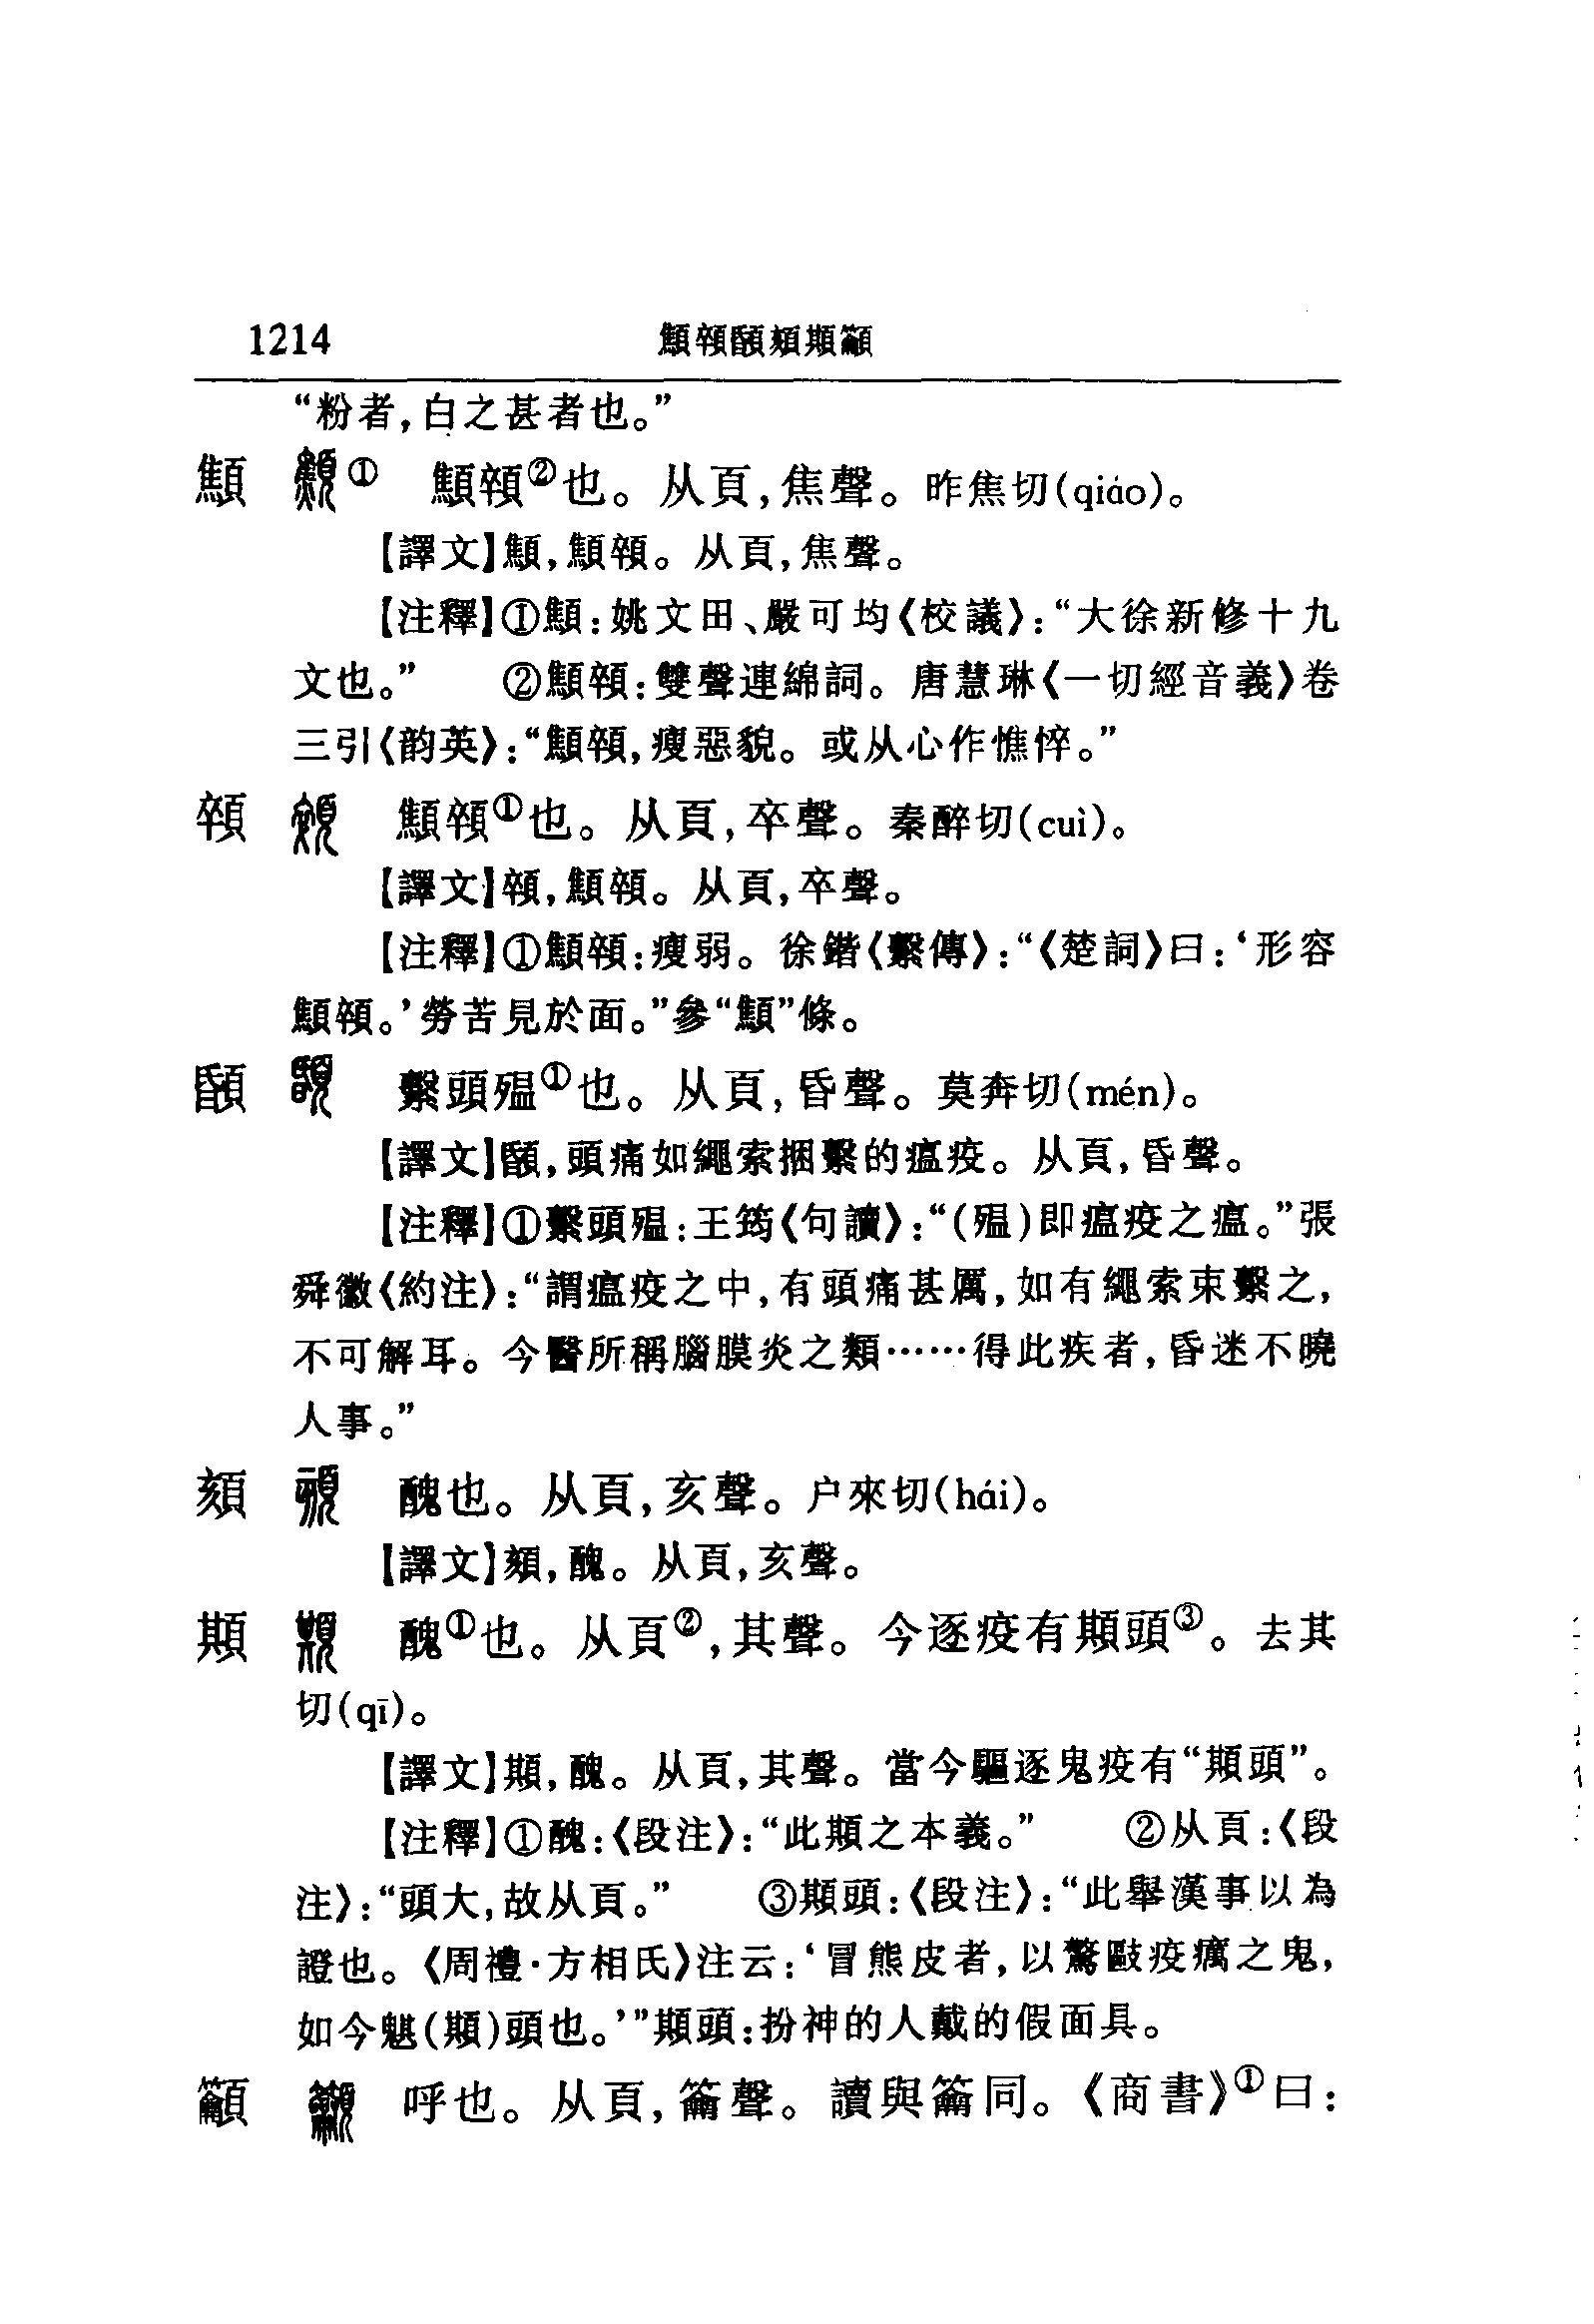 1214 顦顇顝頦䫏籲
“粉者，白之甚者也。”
顦 ① 顦顇②也。从頁，焦聲。昨焦切(qiáo)。
【譯文】顦，顦顇。从頁，焦聲。
【注釋】①顦：姚文田、嚴可均《校議》：“大徐新修十九
文也。” ②顦顇：雙聲連綿詞。唐慧琳《一切經音義》卷
三引《韵英》：“顦顇，瘦惡貌。或从心作憔悴。”
顇 顦顇①也。从頁，卒聲。秦醉切(cuì)。
【譯文】顇，顦顇。从頁，卒聲。
【注釋】①顦顇：瘦弱。徐鍇《繫傳》：“《楚詞》曰：‘形容
顦顇。’勞苦見於面。”參“顦”條。
顐 繫頭殟①也。从頁，昏聲。莫奔切(mén)。
【譯文】顐，頭痛如繩索捆繫的瘟疫。从頁，昏聲。
【注釋】①繫頭殟：王筠《句讀》：“(殟)即瘟疫之瘟。”張
舜徽《約注》：“謂瘟疫之中，有頭痛甚厲，如有繩索束繫之，
不可解耳。今醫所稱腦膜炎之類……得此疾者，昏迷不曉
人事。”
頦 醜也。从頁，亥聲。户來切(hái)。
【譯文】頦，醜。从頁，亥聲。
䫏 醜①也。从頁②，其聲。今逐疫有䫏頭③。去其
切(qī)。
【譯文】䫏，醜。从頁，其聲。當今驅逐鬼疫有“䫏頭”。
【注釋】①醜：《段注》：“此䫏之本義。” ②从頁：《段
注》：“頭大，故从頁。” ③䫏頭：《段注》：“此舉漢事以為
證也。《周禮·方相氏》注云：‘冒熊皮者，以驚敺疫癘之鬼，
如今魌(䫏)頭也。’”䫏頭：扮神的人戴的假面具。
籲 呼也。从頁，籥聲。讀與籥同。《商書》①曰：